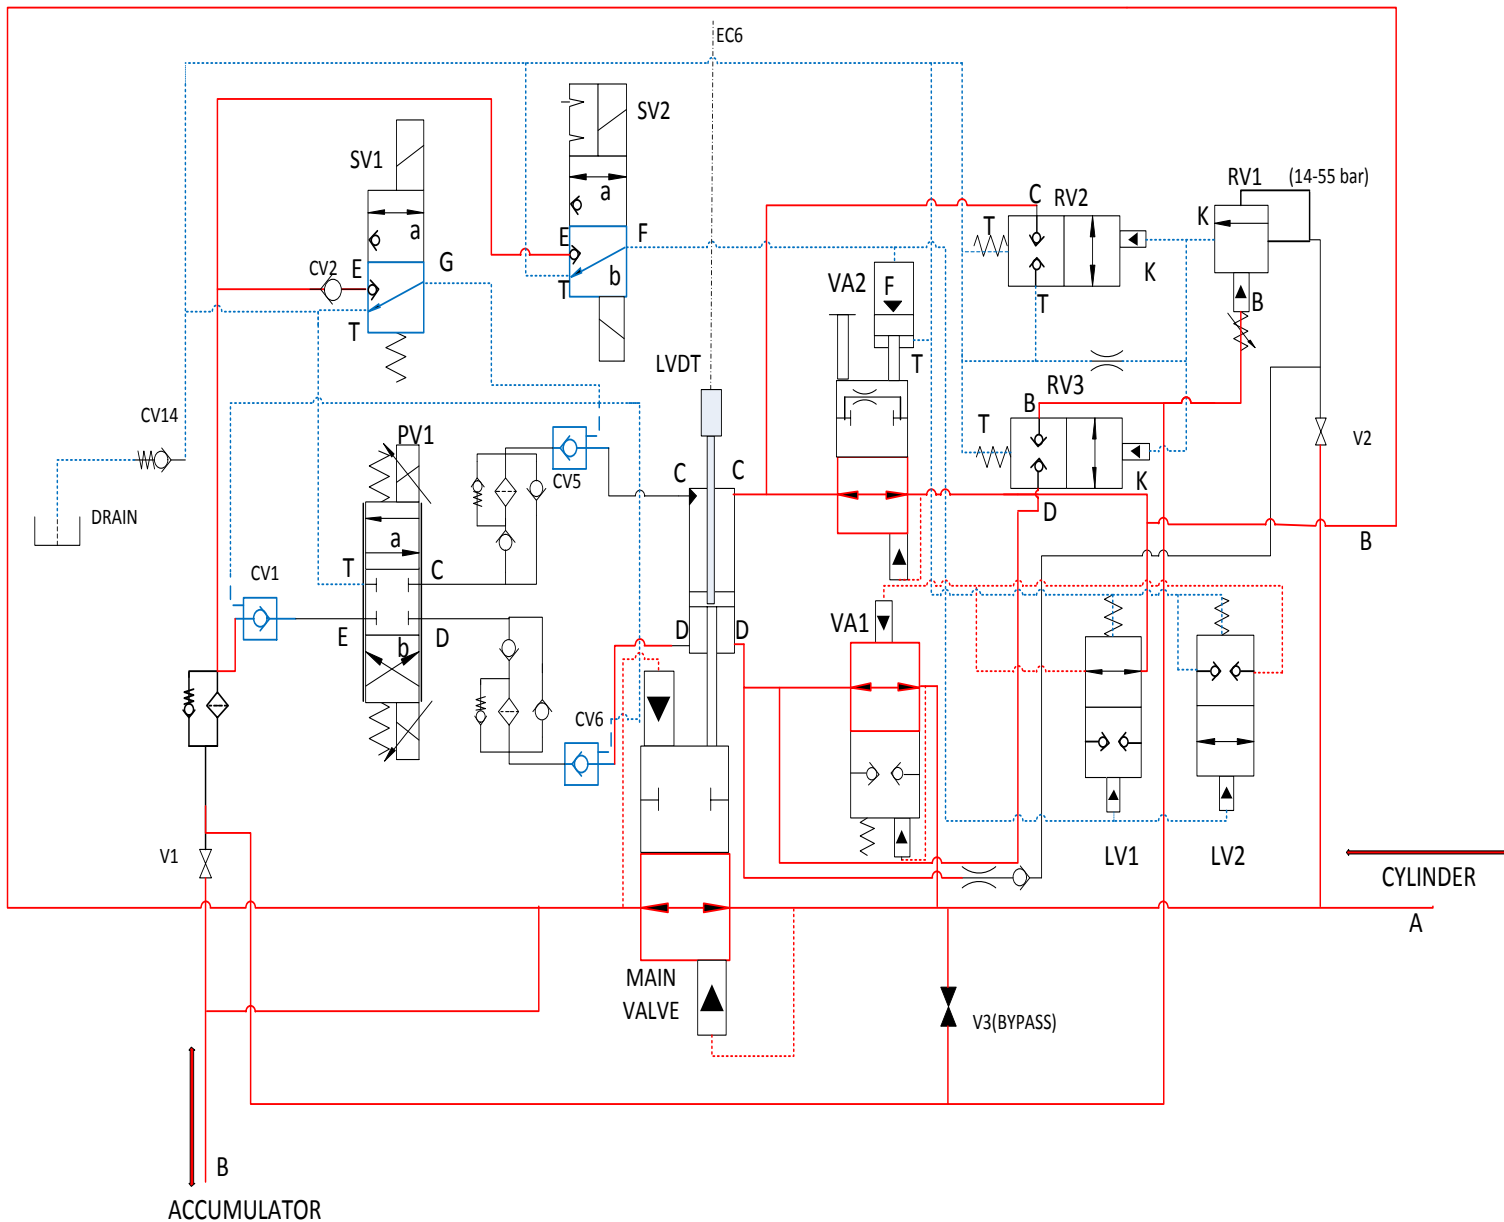 EC6
SV2
SV1
a
a
E
F
G
CV2
E
b
T
T
C
RV2
RV1
(14-55 bar)
K
T
K
T
B
VA2
F
T
LVDT
RV3
B
T
V2
CV14
PV1
CV5
C
C
K
D
DRAIN
a
B
T
C
CV1
E
D
b
D
D
VA1
CV6
V1
LV1
LV2
CYLINDER
A
MAIN
VALVE
V3(BYPASS)
B
ACCUMULATOR